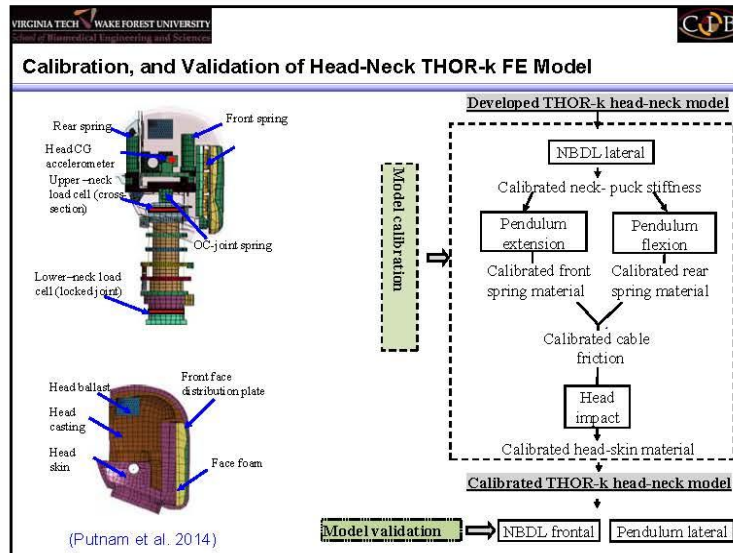 VIRGINIA TECH WAKE FOREST UNIVERSITY
School of Biomedical Engineering and Sciences
CIB
Calibration, and Validation of Head-Neck THOR-k FE Model
Rear spring
Front spring
Head CG
accelerometer
Upper –neck
load cell (cross-
section)
OC-joint spring
Lower–neck load
cell (locked joint)
Head ballast
Front face
distribution plate
Head
casting
Head
skin
Face foam
(Putnam et al. 2014)
Developed THOR-k head-neck model
Model calibration
NBDL lateral
Calibrated neck- puck stiffness
Pendulum
extension
Pendulum
flexion
Calibrated front
spring material
Calibrated rear
spring material
Calibrated cable
friction
Head
impact
Calibrated head-skin material
Calibrated THOR-k head-neck model
Model validation
NBDL frontal
Pendulum lateral